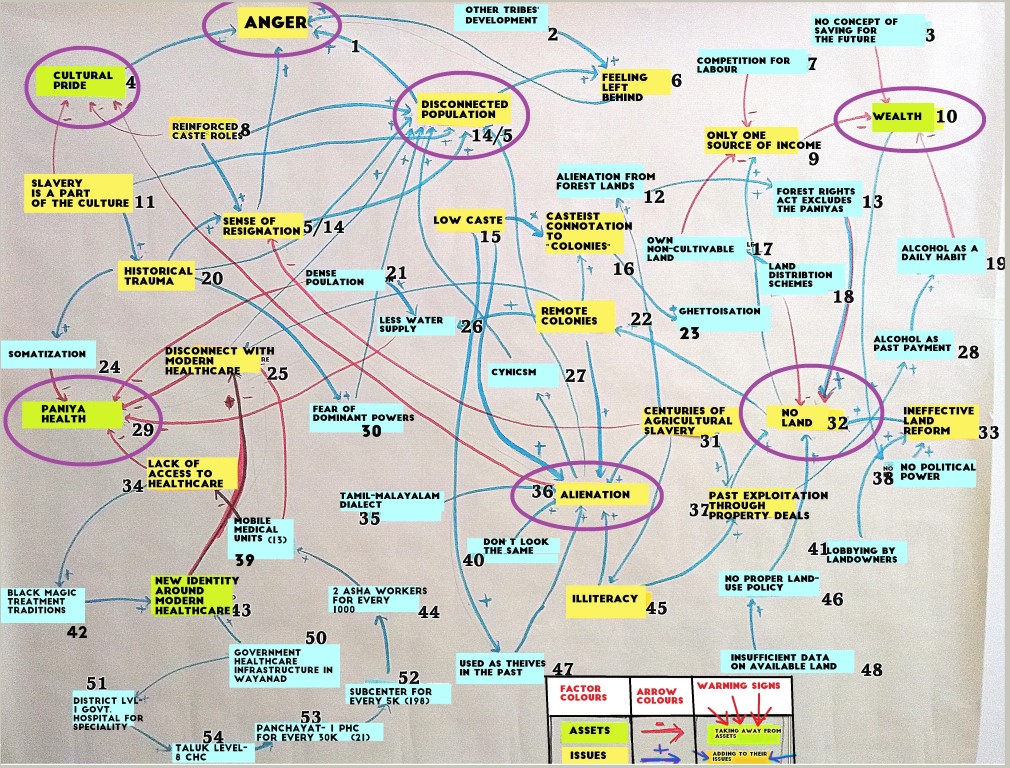 ANGER
1
OTHER TRIBES'
DEVELOPMENT
2
NO CONCEPT OF
SAVING FOR
THE FUTURE
3
CULTURAL
PRIDE
4
DISCONNECTED
POPULATION
14/5
FEELING
LEFT
BEHIND
6
COMPETITION FOR
LABOUR
7
REINFORCED
CASTE ROLES
8
ONLY ONE
SOURCE OF INCOME
9
WEALTH
10
SLAVERY
IS A PART
OF THE CULTURE
11
ALIENATION FROM
FOREST LANDS
12
FOREST RIGHTS
ACT EXCLUDES
THE PANIYAS
13
SENSE OF
RESIGNATION
5/14
LOW CASTE
15
CASTEIST
CONNOTATION
TO
"COLONIES"
16
OWN
NON-CULTIVABLE
LAND
17
LAND
DISTRIBTION
SCHEMES
18
ALCOHOL AS A
DAILY HABIT
19
HISTORICAL
TRAUMA
20
DENSE
POULATION
21
REMOTE
COLONIES
22
GHETTOISATION
23
SOMATIZATION
24
DISCONNECT WITH
MODERN
HEALTHCARE
RE
25
LESS WATER
SUPPLY
26
CYNICSM
27
ALCOHOL AS
PAST PAYMENT
28
PANIYA
HEALTH
29
FEAR OF
DOMINANT POWERS
30
CENTURIES OF
AGRICULTURAL
SLAVERY
31
NO
LAND
32
INEFFECTIVE
LAND
REFORM
33
LACK OF
ACCESS TO
HEALTHCARE
34
TAMIL-MALAYALAM
DIALECT
35
36
ALIENATION
PAST EXPLOITATION
THROUGH
PROPERTY DEALS
37
NO
38
NO POLITICAL
POWER
MOBILE
MEDICAL
UNITS (13)
39
DON'T LOOK
THE SAME
40
41
LOBBYING BY
LANDOWNERS
BLACK MAGIC
TREATMENT
TRADITIONS
42
NEW IDENTITY
AROUND
MODERN
HEALTHCARE
43
2 ASHA WORKERS
FOR EVERY
1000
44
ILLITERACY
45
NO PROPER LAND-
USE POLICY
46
USED AS THEIVES
IN THE PAST
47
INSUFFICIENT DATA
ON AVAILABLE LAND
48
50
GOVERNMENT
HEALTHCARE
INFRASTRUCTURE IN
WAYANAD
51
DISTRICT LVL-
1 GOVT.
HOSPITAL FOR
SPECIALITY
52
SUBCENTER FOR
EVERY 5K (198)
53
PANCHAYAT- 1 PHC
FOR EVERY 30K (21)
54
TALUK LEVEL-
8 CHC
FACTOR
COLOURS
ARROW
COLOURS
WARNING SIGNS
ASSETS
TAKING AWAY FROM
ASSETS
ISSUES
ADDING TO THEIR
ISSUES